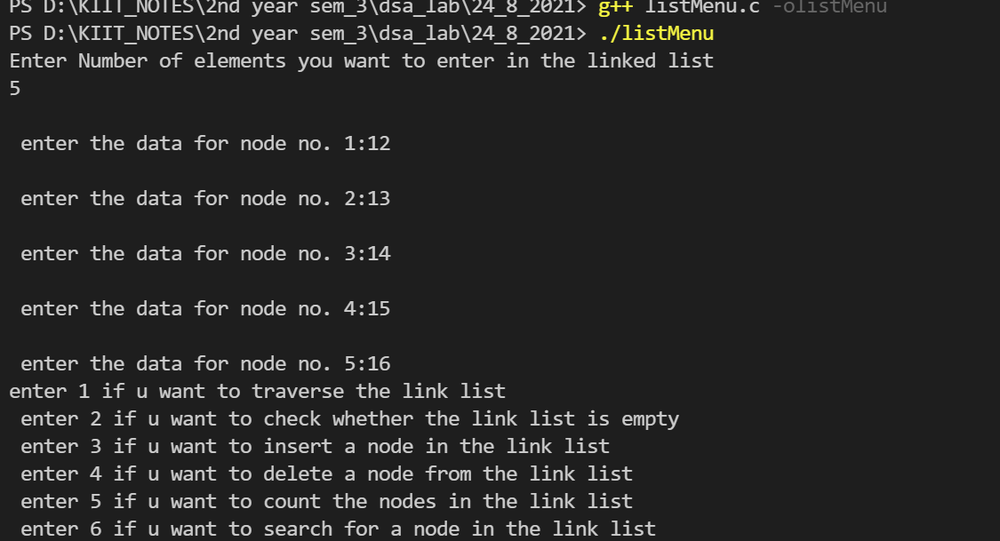 PS D:\KIIT_NOTES\2nd year sem_3\dsa_lab\24_8_2021> g++ listMenu.c -olistMenu
PS D:\KIIT_NOTES\2nd year sem_3\dsa_lab\24_8_2021> ./listMenu
Enter Number of elements you want to enter in the linked list
5
enter the data for node no. 1:12
enter the data for node no. 2:13
enter the data for node no. 3:14
enter the data for node no. 4:15
enter the data for node no. 5:16
enter 1 if u want to traverse the link list
enter 2 if u want to check whether the link list is empty
enter 3 if u want to insert a node in the link list
enter 4 if u want to delete a node from the link list
enter 5 if u want to count the nodes in the link list
enter 6 if u want to search for a node in the link list